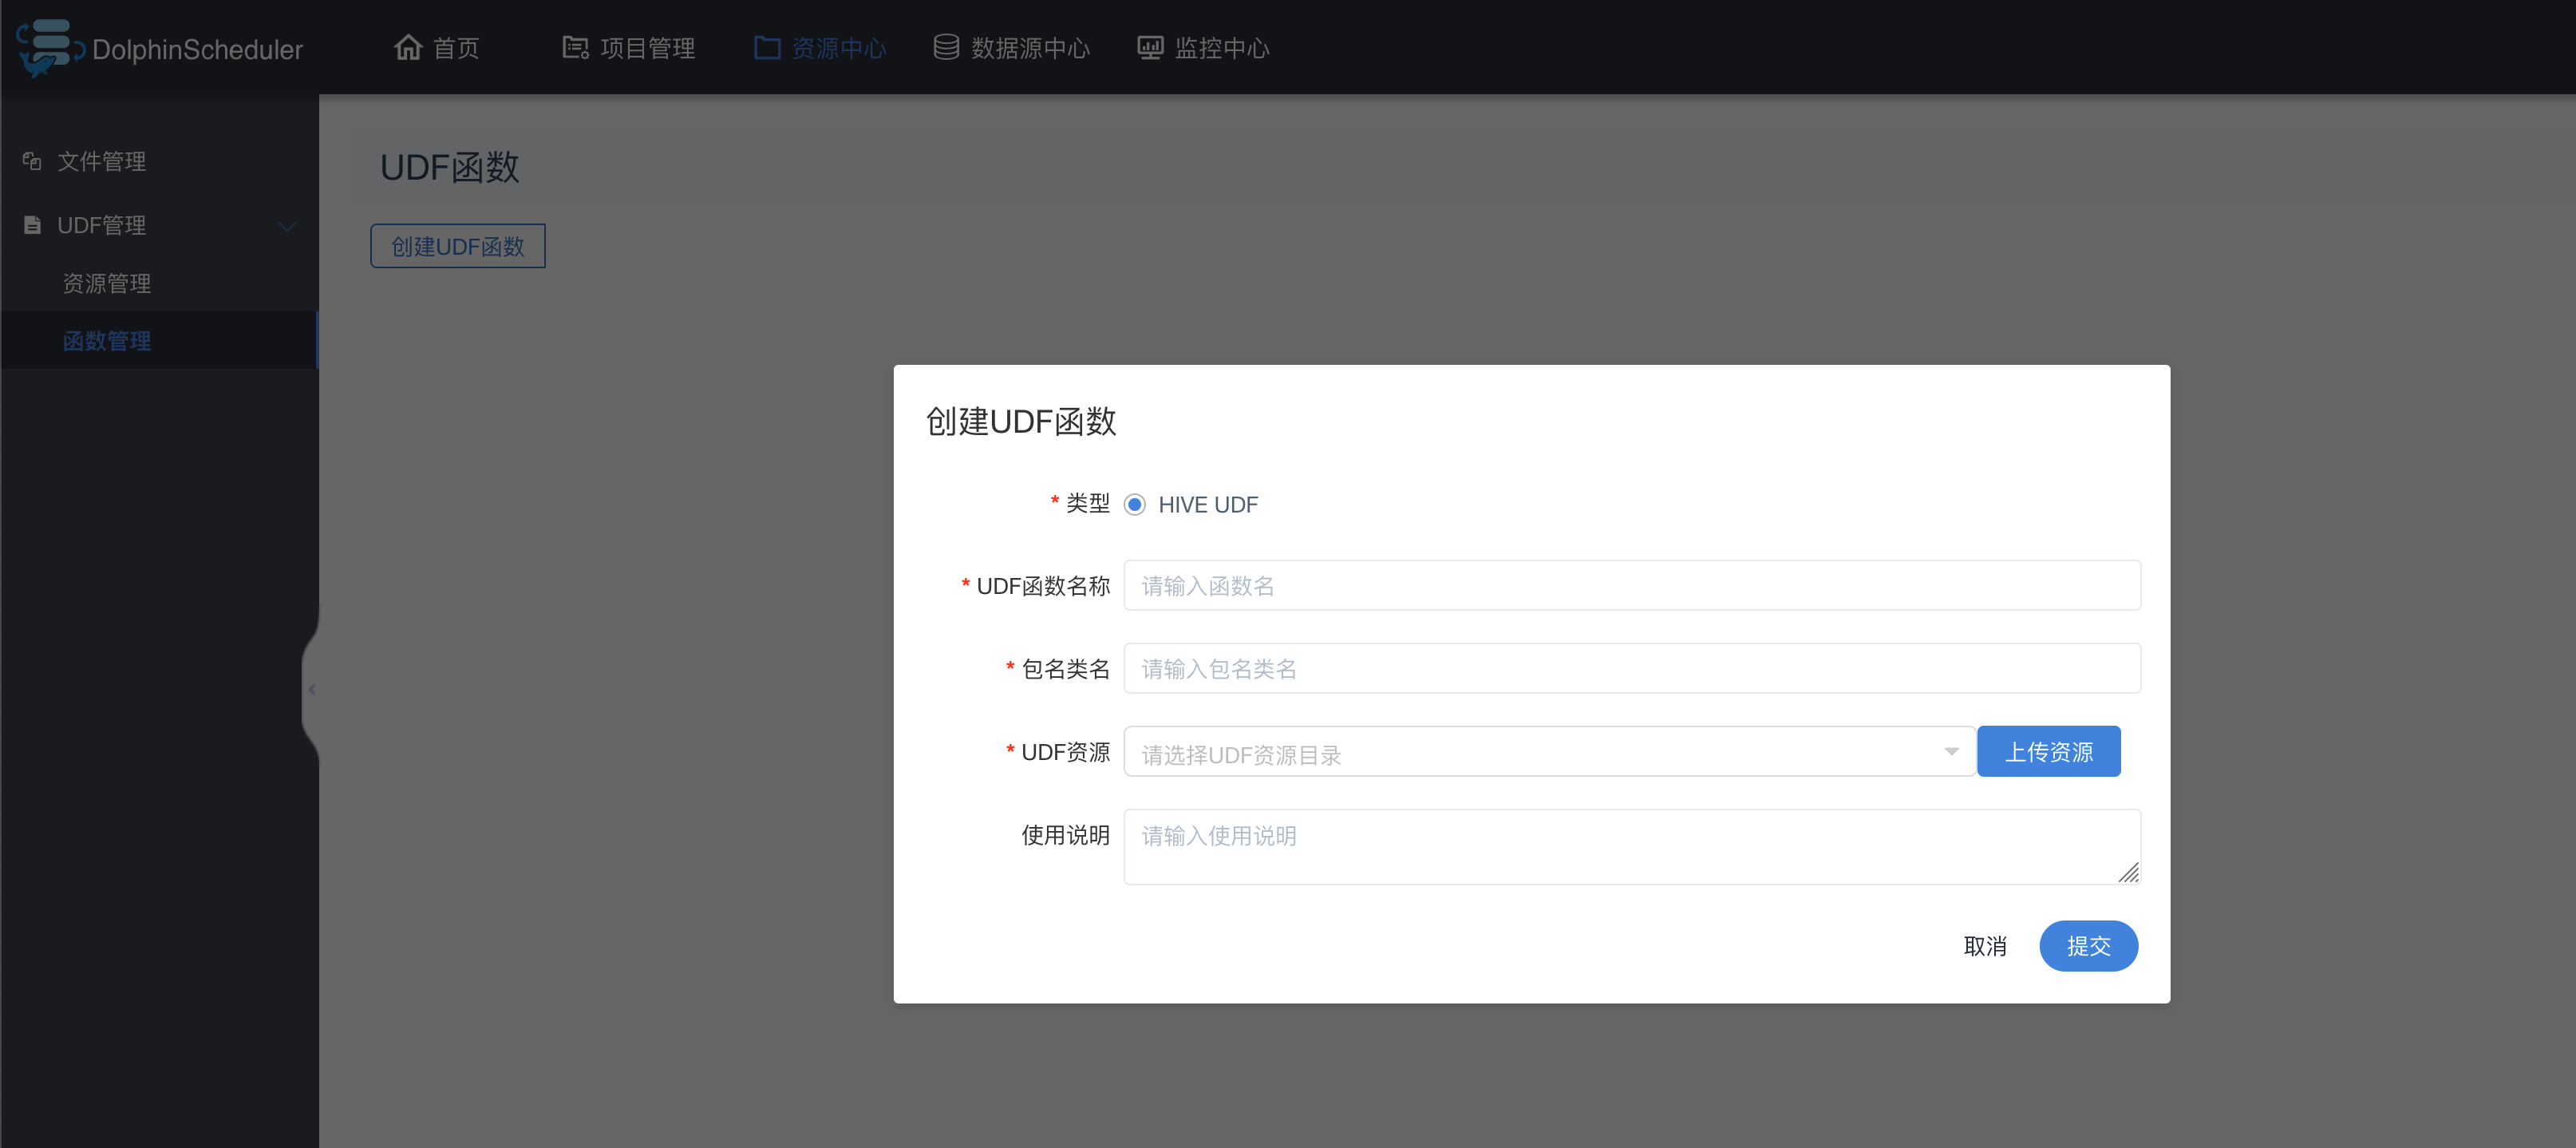 DolphinScheduler
首页
项目管理
资源中心
数据源中心
监控中心
文件管理
UDF管理
资源管理
函数管理
UDF函数
创建UDF函数
创建UDF函数
* 类型 HIVE UDF
* UDF函数名称 请输入函数名
* 包名类名 请输入包名类名
* UDF资源 请选择UDF资源目录 上传资源
使用说明 请输入使用说明
取消 提交